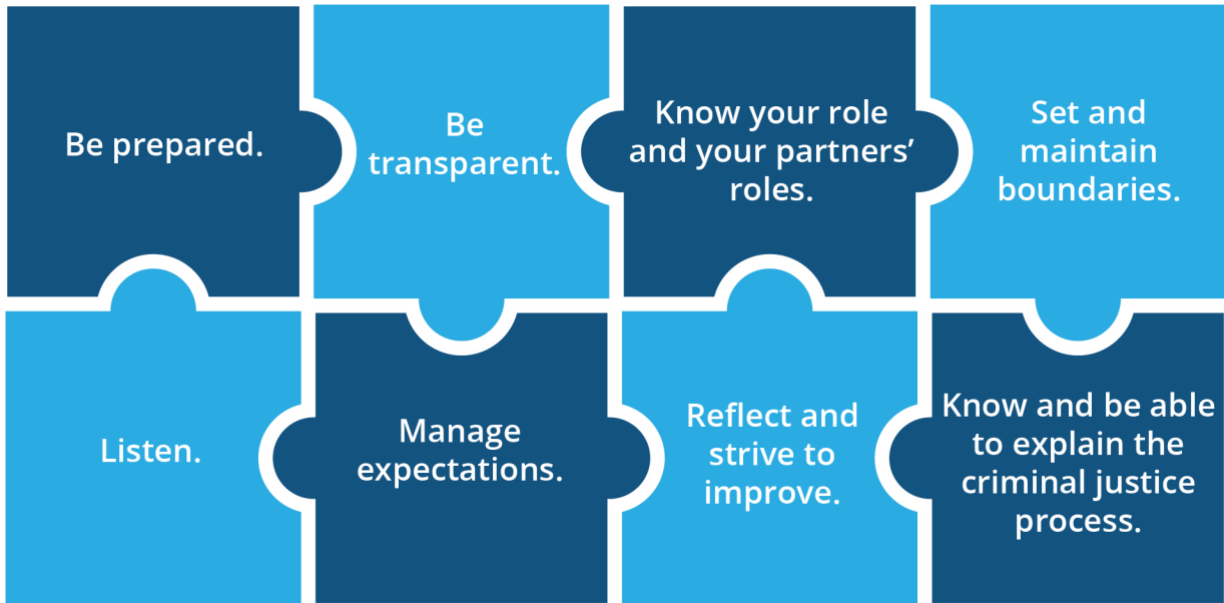 Be prepared.
Be
transparent.
Know your role
and your partners’
roles.
Set and
maintain
boundaries.
Listen.
Manage
expectations.
Reflect and
strive to
improve.
Know and be able
to explain the
criminal justice
process.